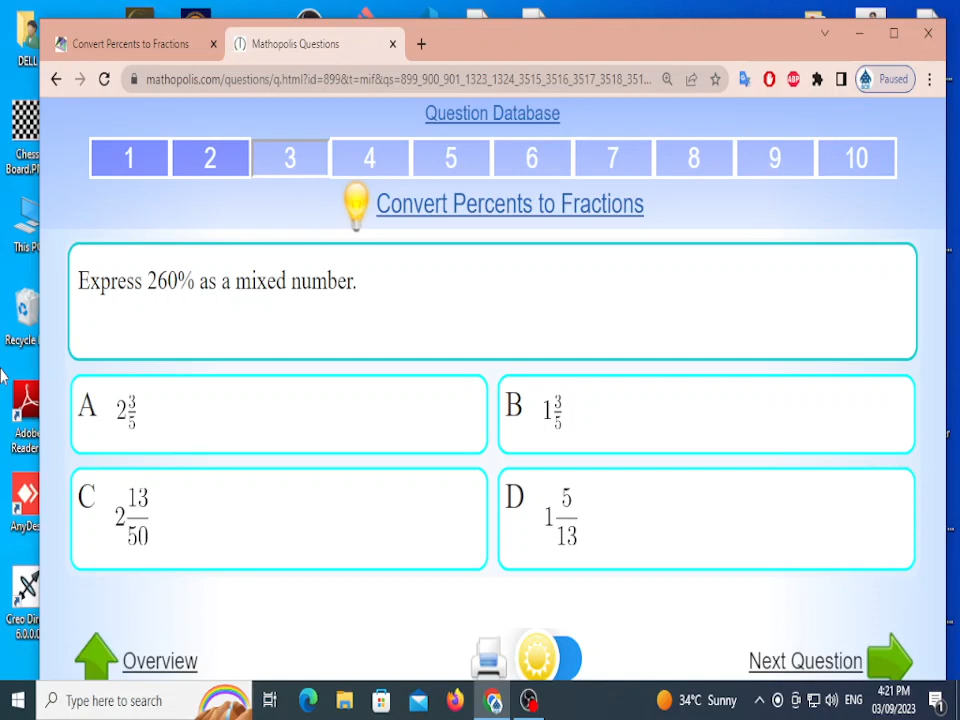 DELL
Chess
Board.P
This P
Recycle
Adob
Reader
AnyDes
Creo Dir
6.0.0.0
Convert Percents to Fractions
Mathopolis Questions
mathopolis.com/questions/q.html?id=899&t=mif&qs=899_900_901_1323_1324_3515_3516_3517_3518_351...
ABP
Paused
Question Database
1 2 3 4 5 6 7 8 9 10
Convert Percents to Fractions
Express 260% as a mixed number.
A 2 3/5
B 1 3/5
C 2 13/50
D 1 5/13
Overview
Next Question
Type here to search
34°C Sunny
ENG
4:21 PM
03/09/2023
1